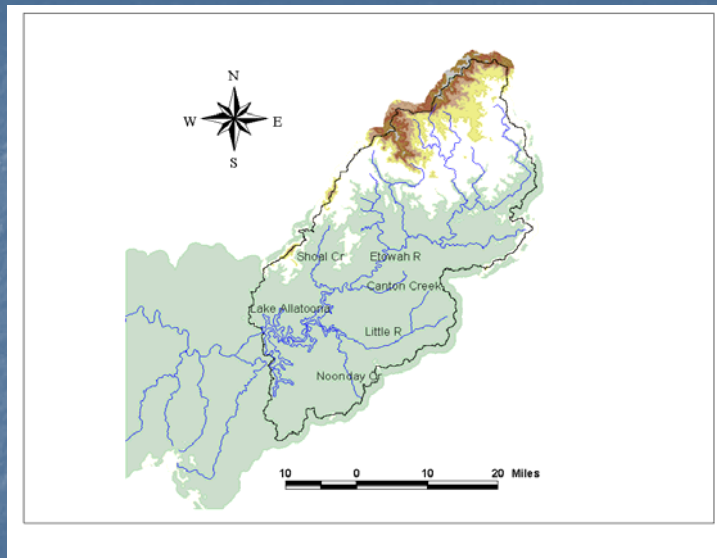 N
W E
S
Shoal Cr Etowah R
Canton Creek
Lake Allatoona
Little R
Noonday Cr
10 0 10 20 Miles